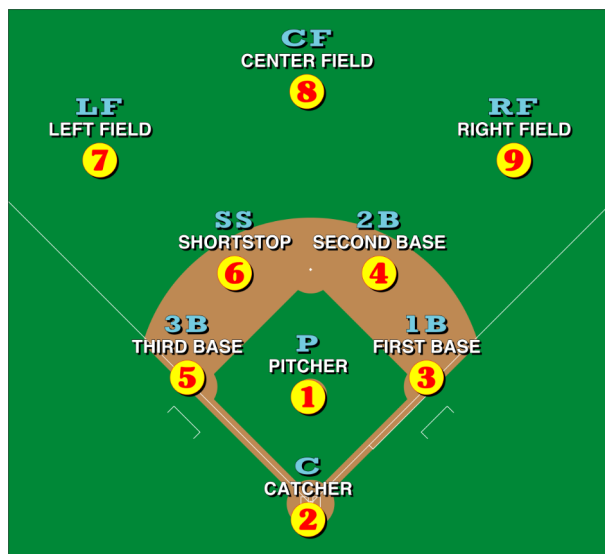 CF
CENTER FIELD
8
LF
LEFT FIELD
7
RF
RIGHT FIELD
9
SS
SHORTSTOP
6
2B
SECOND BASE
4
3B
THIRD BASE
5
P
PITCHER
1
1B
FIRST BASE
3
C
CATCHER
2